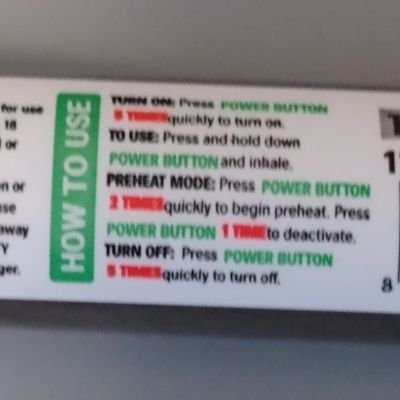 for use
18
or
en or
use
away
Y
ger.
HOW TO USE
TURN ON: Press POWER BUTTON
5 TIMES quickly to turn on.
TO USE: Press and hold down
POWER BUTTON and inhale.
PREHEAT MODE: Press POWER BUTTON
2 TIMES quickly to begin preheat. Press
POWER BUTTON 1 TIME to deactivate.
TURN OFF: Press POWER BUTTON
5 TIMES quickly to turn off.
8